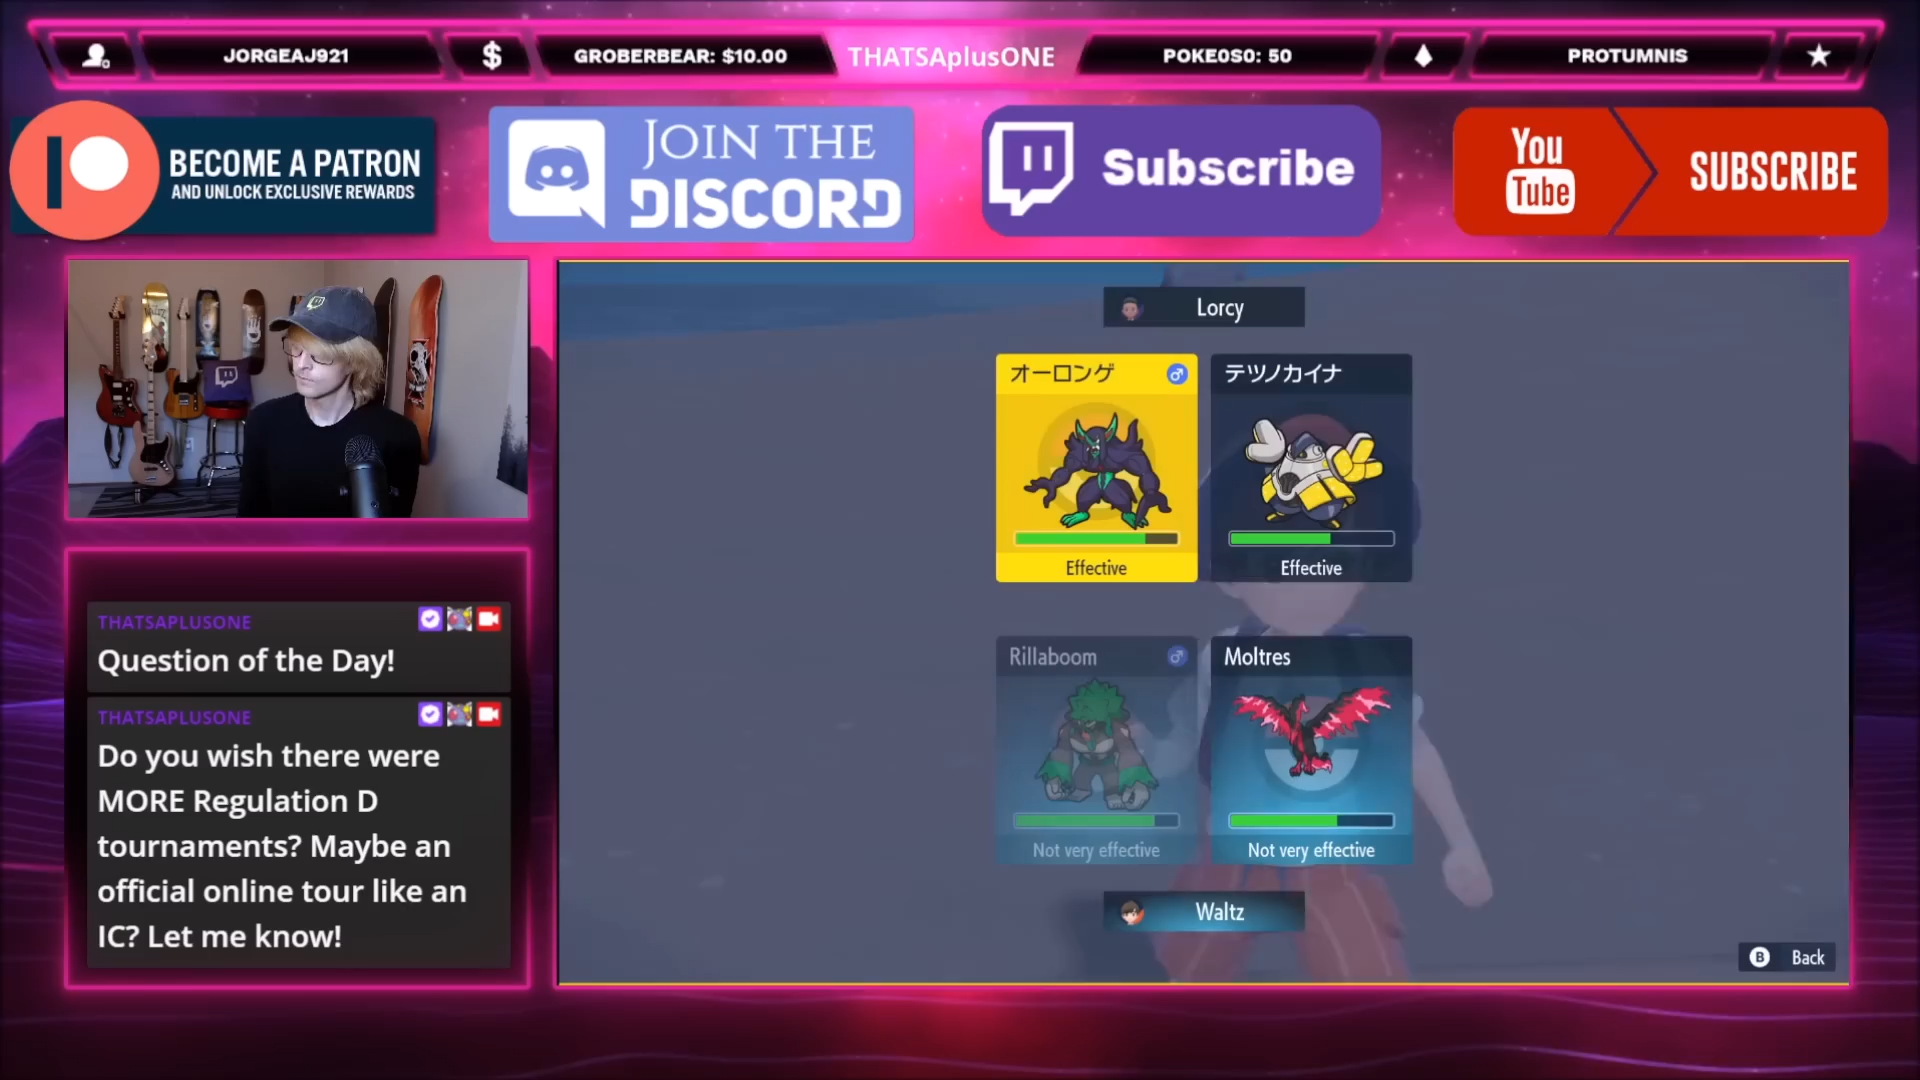 JORGEAJ921
$
GROBERBEAR: $10.00
THATSAplusONE
POKE0S0: 50
PROTUMNIS
BECOME A PATRON
AND UNLOCK EXCLUSIVE REWARDS
JOIN THE
DISCORD
Subscribe
You
Tube
SUBSCRIBE
Lorcy
オーロンゲ
テツノカイナ
Effective
Effective
Rillaboom
Moltres
Not very effective
Not very effective
Waltz
B Back
THATSAPLUSONE
Question of the Day!
THATSAPLUSONE
Do you wish there were
MORE Regulation D
tournaments? Maybe an
official online tour like an
IC? Let me know!